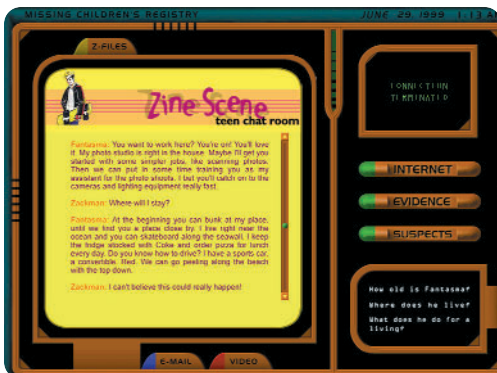 MISSING CHILDREN'S REGISTRY
JUNE 29, 1999 1:13 A
Z-FILES
Zine Scene
teen chat room
Fantasma: You want to work here? You're on! You'll love
it. My photo studio is right in the house. Maybe I'll get you
started with some simpler jobs, like scanning photos.
Then we can put in some time training you as my
assistant for the photo shoots. I bet you'll catch on to the
cameras and lighting equipment really fast.
Zackman: Where will I stay?
Fantasma: At the beginning you can bunk at my place,
until we find you a place close by. I live right near the
ocean and you can skateboard along the seawall. I keep
the fridge stocked with Coke and order pizza for lunch
every day. Do you know how to drive? I have a sports car,
a convertible. Red. We can go peeling along the beach
with the top down.
Zackman: I can't believe this could really happen!
E-MAIL
VIDEO
CONNECTION
TERMINATED
INTERNET
EVIDENCE
SUSPECTS
How old is Fantasma?
Where does he live?
What does he do for a
living?